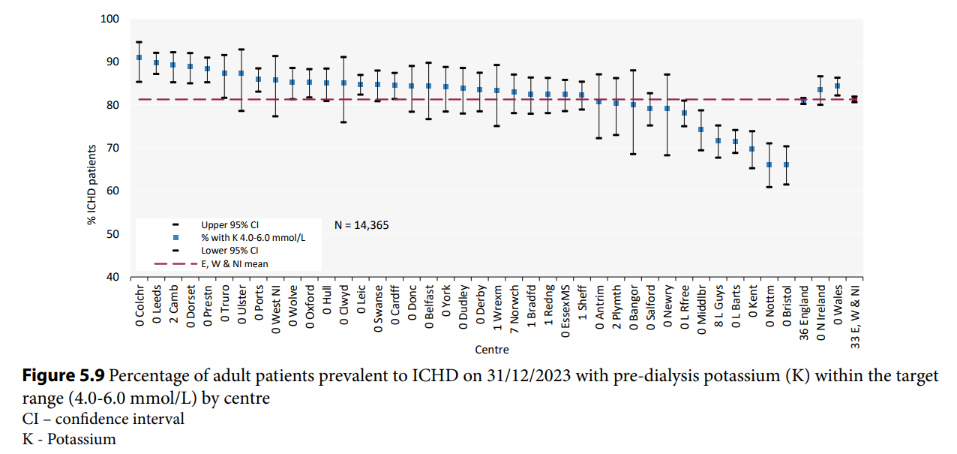 100
90
80
70
60
50
40
% ICHD patients
Upper 95% CI
% with K 4.0-6.0 mmol/L
Lower 95% CI
E, W & NI mean
N = 14,365
0 Colchr
0 Leeds
2 Camb
0 Dorset
0 Prestn
0 Truro
0 Ulster
0 Ports
0 West NI
0 Wolve
0 Oxford
0 Hull
0 Clwyd
0 Leic
0 Swanse
0 Cardff
0 Donc
0 Belfast
0 York
0 Dudley
0 Derby
1 Wrexm
7 Norwch
1 Bradfd
1 Redng
0 EssexMS
1 Sheff
0 Antrim
2 Plymth
0 Bangor
0 Salford
0 Newry
0 L Rfree
0 Middlbr
8 L Guys
0 L Barts
0 Kent
0 Nottm
0 Bristol
36 England
0 N Ireland
0 Wales
33 E, W & NI
Centre
Figure 5.9 Percentage of adult patients prevalent to ICHD on 31/12/2023 with pre-dialysis potassium (K) within the target
range (4.0-6.0 mmol/L) by centre
CI – confidence interval
K - Potassium